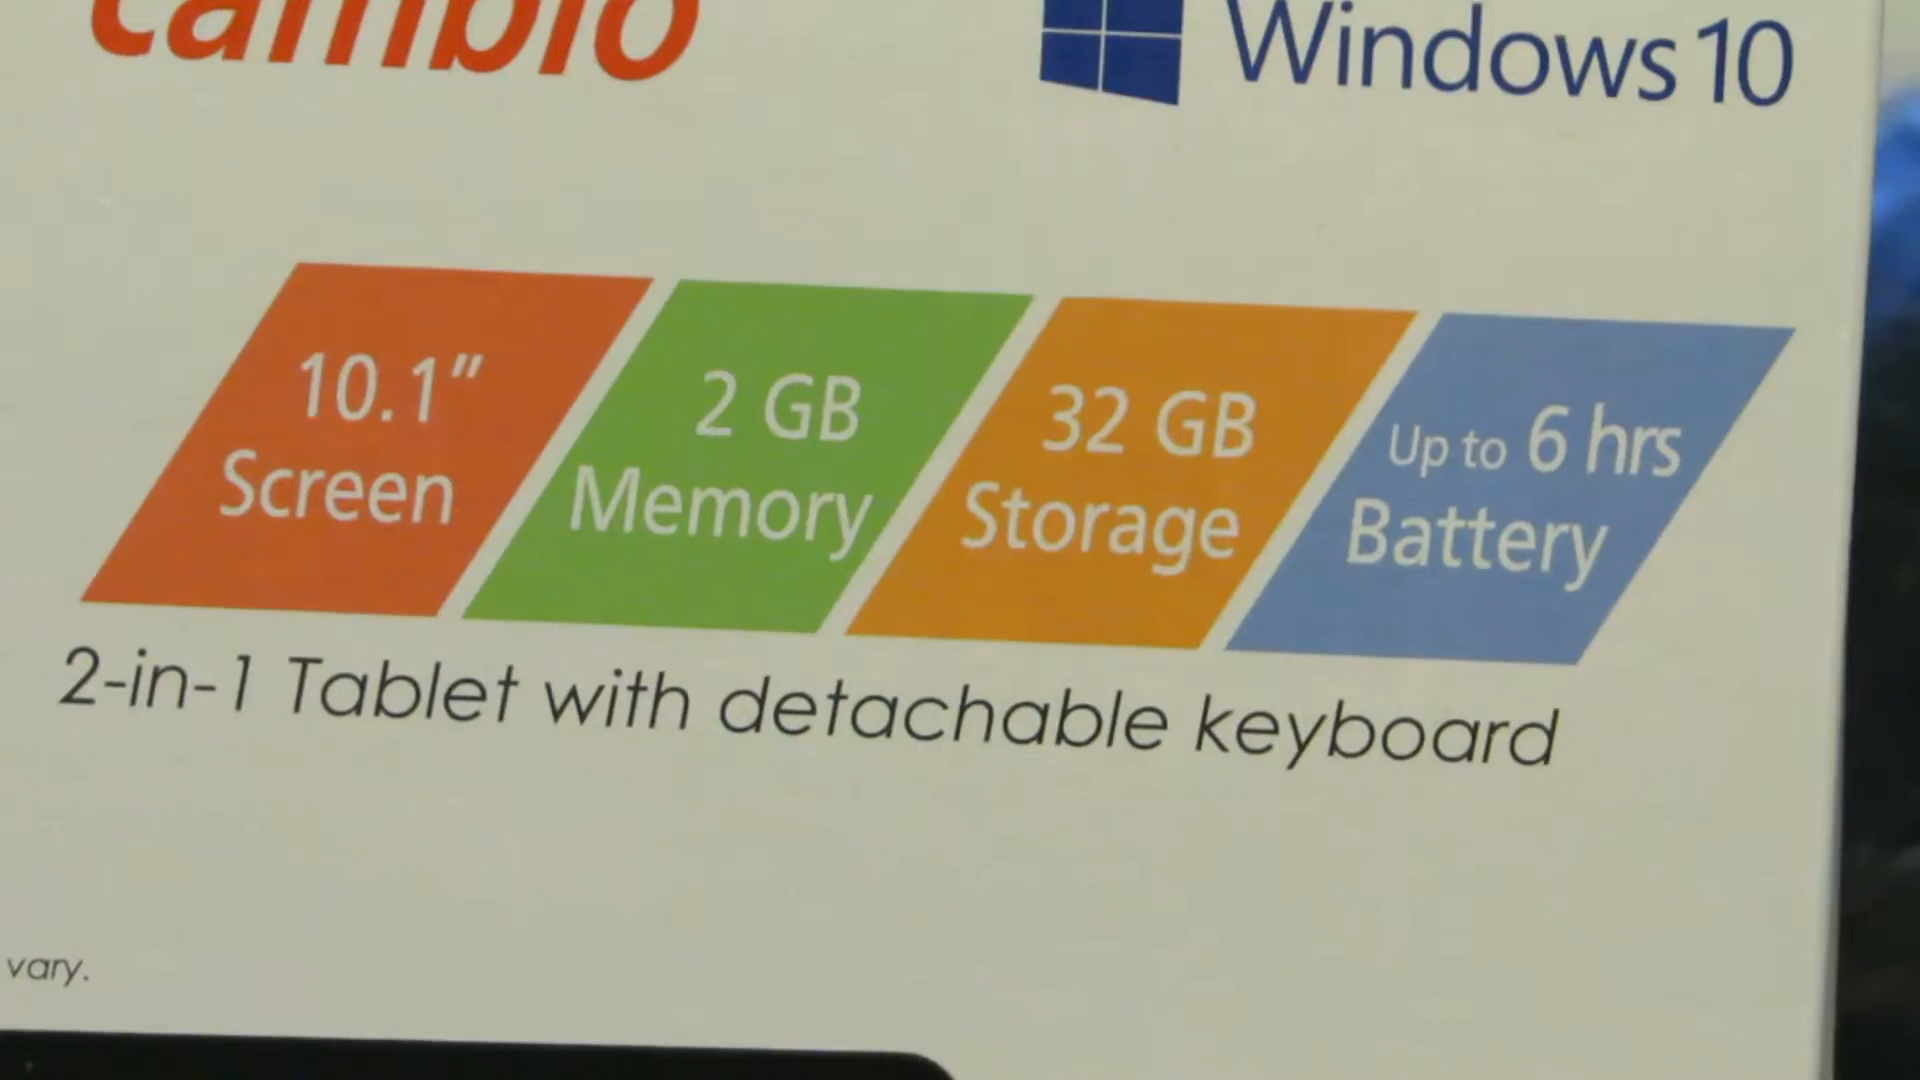 cambio
Windows 10
10.1"
Screen
2 GB
Memory
32 GB
Storage
Up to 6 hrs
Battery
2-in-1 Tablet with detachable keyboard
vary.